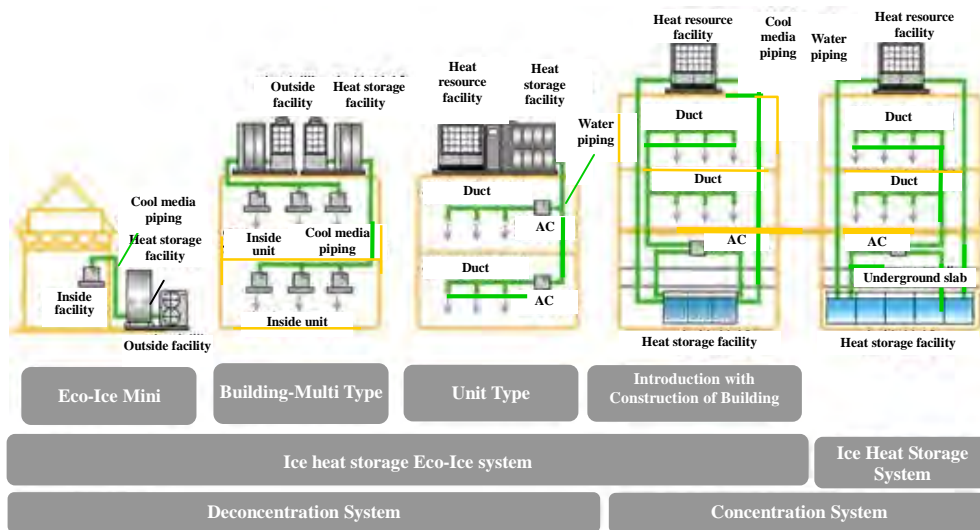 Cool media
piping
Heat storage
facility
Inside
facility
Outside facility
Outside
facility
Heat storage
facility
Inside
unit
Cool media
piping
Inside unit
Heat
resource
facility
Heat
storage
facility
Water
piping
Duct
AC
Duct
AC
Heat resource
facility
Cool
media
piping
Duct
Duct
AC
Heat storage facility
Water
piping
Heat resource
facility
Duct
Duct
AC
Underground slab
Heat storage facility
Eco-Ice Mini
Building-Multi Type
Unit Type
Introduction with
Construction of Building
Ice heat storage Eco-Ice system
Ice Heat Storage
System
Deconcentration System
Concentration System